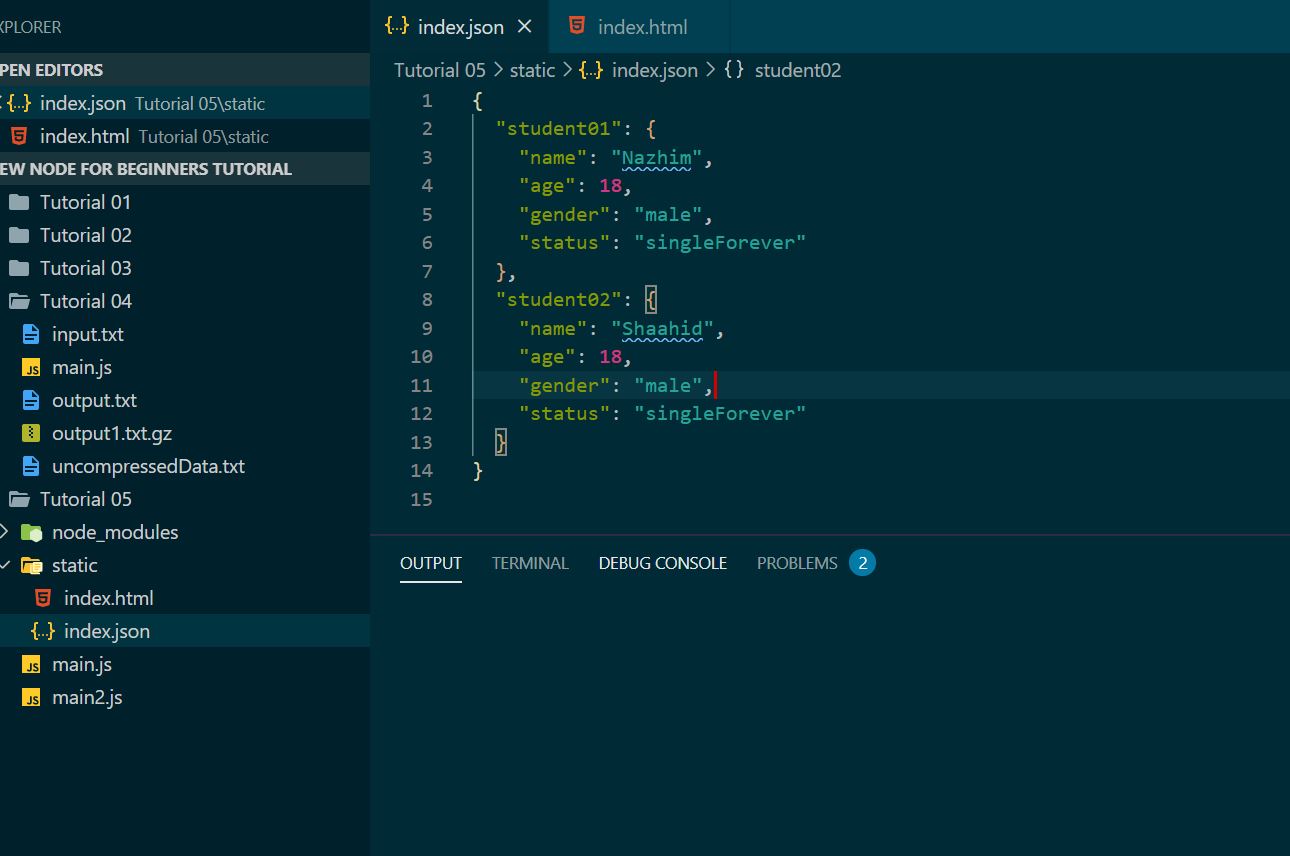 XPLORER
PEN EDITORS
{..} index.json Tutorial 05\static
index.html Tutorial 05\static
EW NODE FOR BEGINNERS TUTORIAL
Tutorial 01
Tutorial 02
Tutorial 03
Tutorial 04
input.txt
JS main.js
output.txt
output1.txt.gz
uncompressedData.txt
Tutorial 05
node_modules
static
index.html
{..} index.json
JS main.js
JS main2.js
{..} index.json × index.html
Tutorial 05 > static > {..} index.json > {} student02
1 {
2 "student01": {
3 "name": "Nazhim",
4 "age": 18,
5 "gender": "male",
6 "status": "singleForever"
7 },
8 "student02": {
9 "name": "Shaahid",
10 "age": 18,
11 "gender": "male",
12 "status": "singleForever"
13 }
14 }
15
OUTPUT TERMINAL DEBUG CONSOLE PROBLEMS 2